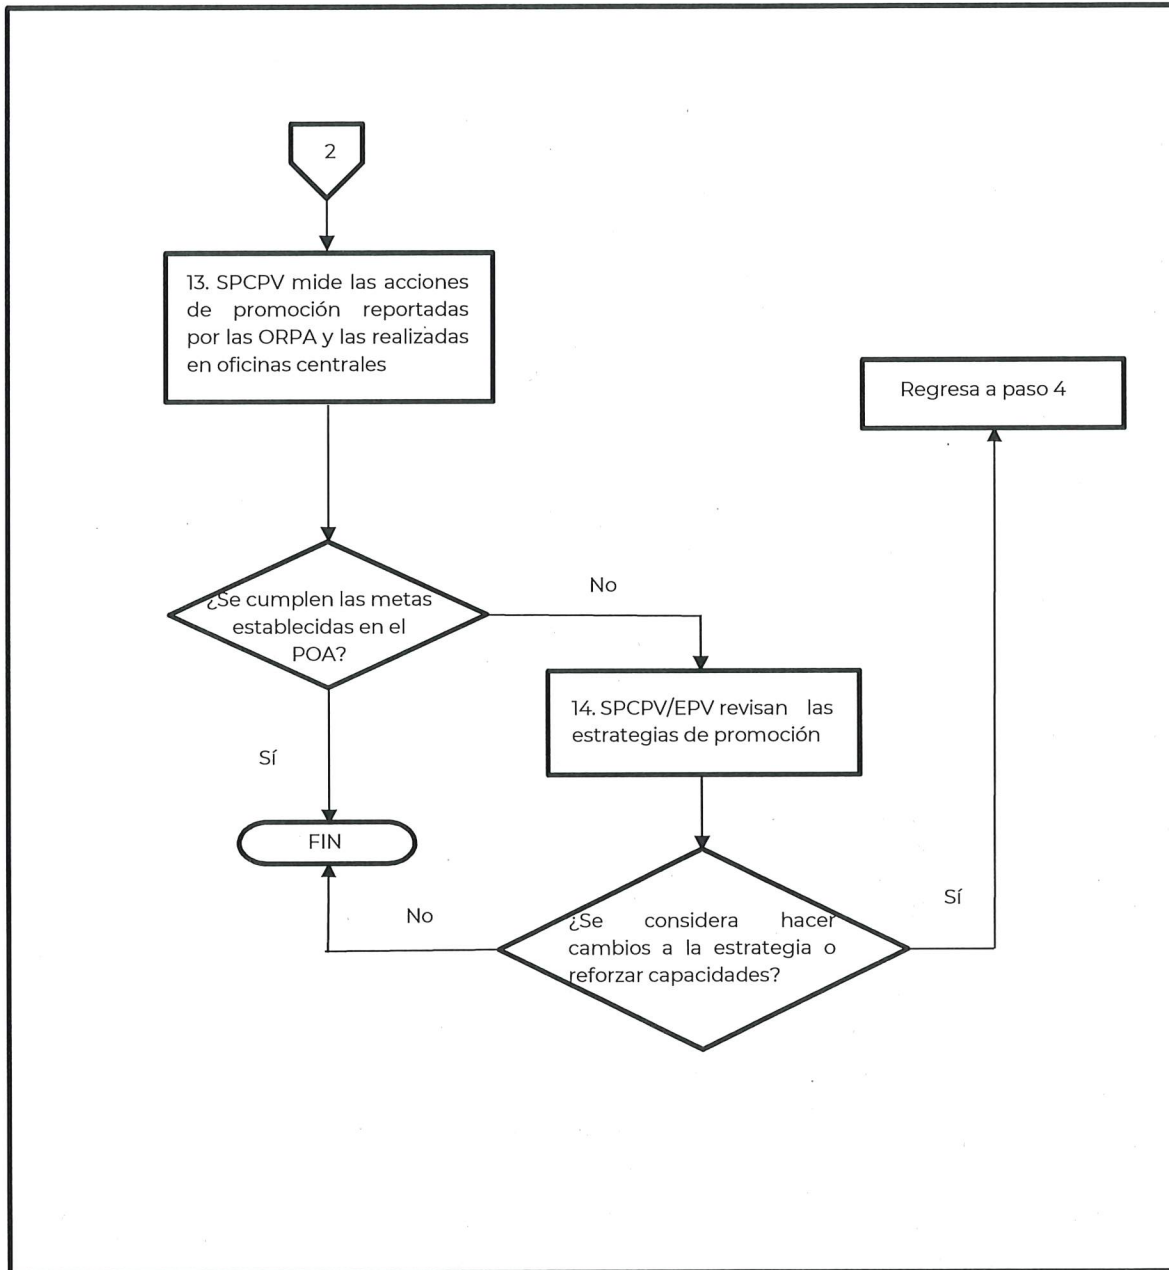 2
13. SPCPV mide las acciones
de promoción reportadas
por las ORPA y las realizadas
en oficinas centrales
Regresa a paso 4
¿Se cumplen las metas
establecidas en el
POA?
No
14. SPCPV/EPV revisan las
estrategias de promoción
Sí
FIN
No
¿Se considera hacer
cambios a la estrategia o
reforzar capacidades?
Sí